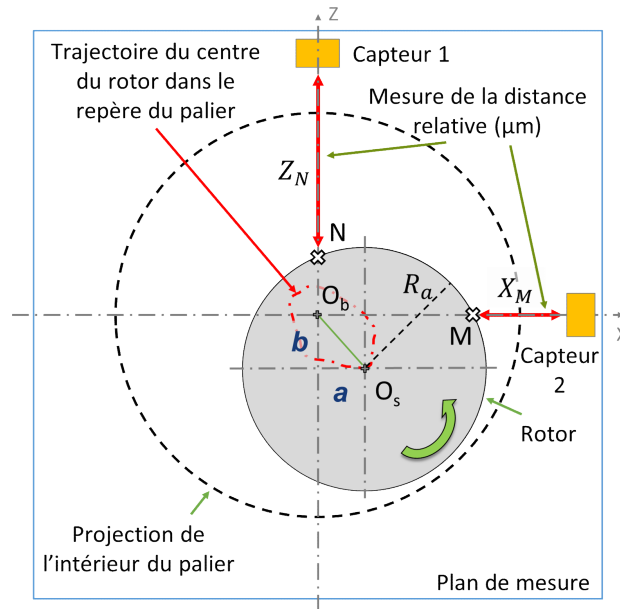 Z
Trajectoire du centre
du rotor dans le
repère du palier
Capteur 1
Mesure de la distance
relative (µm)
Z_N
N
R_a
X_M
O_b
X
M
b
Capteur
2
a
O_s
Rotor
Projection de
l’intérieur du palier
Plan de mesure